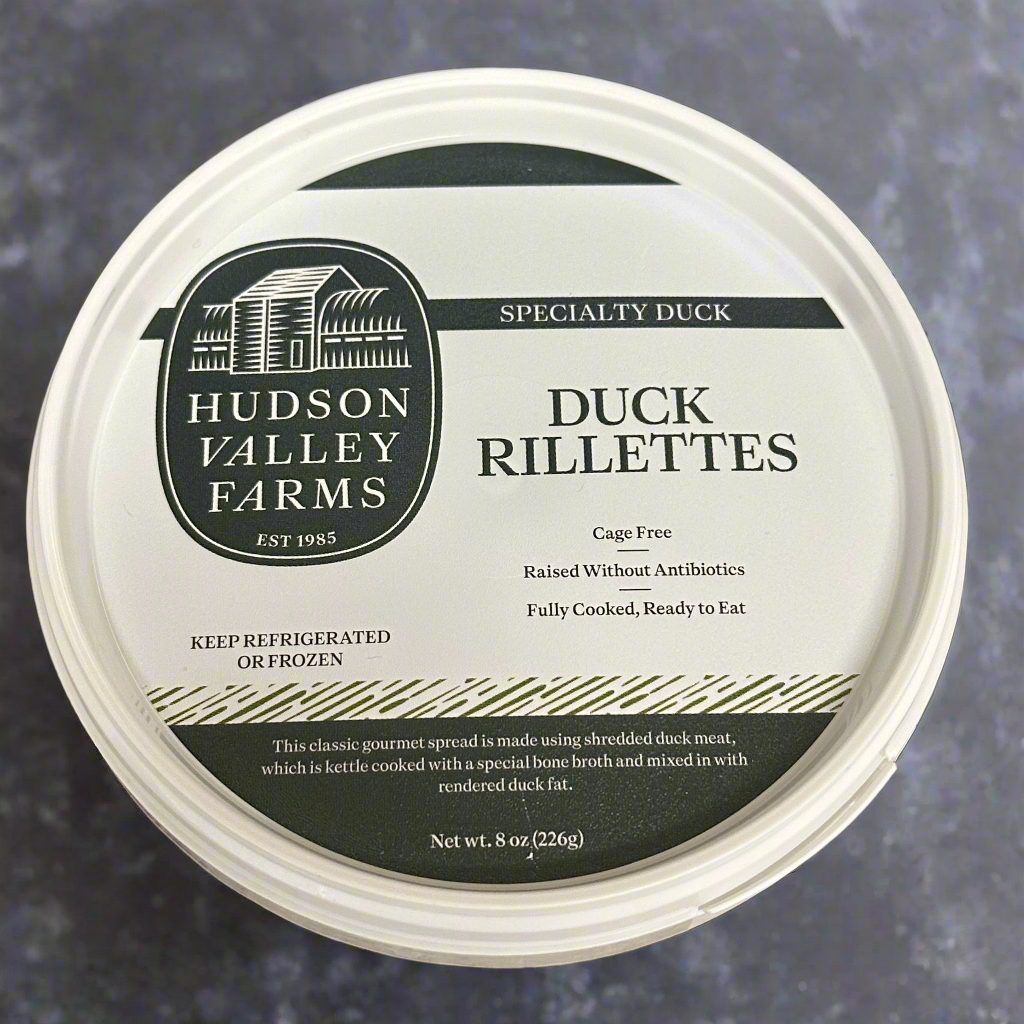 SPECIALTY DUCK
HUDSON
VALLEY
FARMS
EST 1985
DUCK
RILLETTES
Cage Free
Raised Without Antibiotics
Fully Cooked, Ready to Eat
KEEP REFRIGERATED
OR FROZEN
This classic gourmet spread is made using shredded duck meat,
which is kettle cooked with a special bone broth and mixed in with
rendered duck fat.
Net wt. 8 oz (226g)